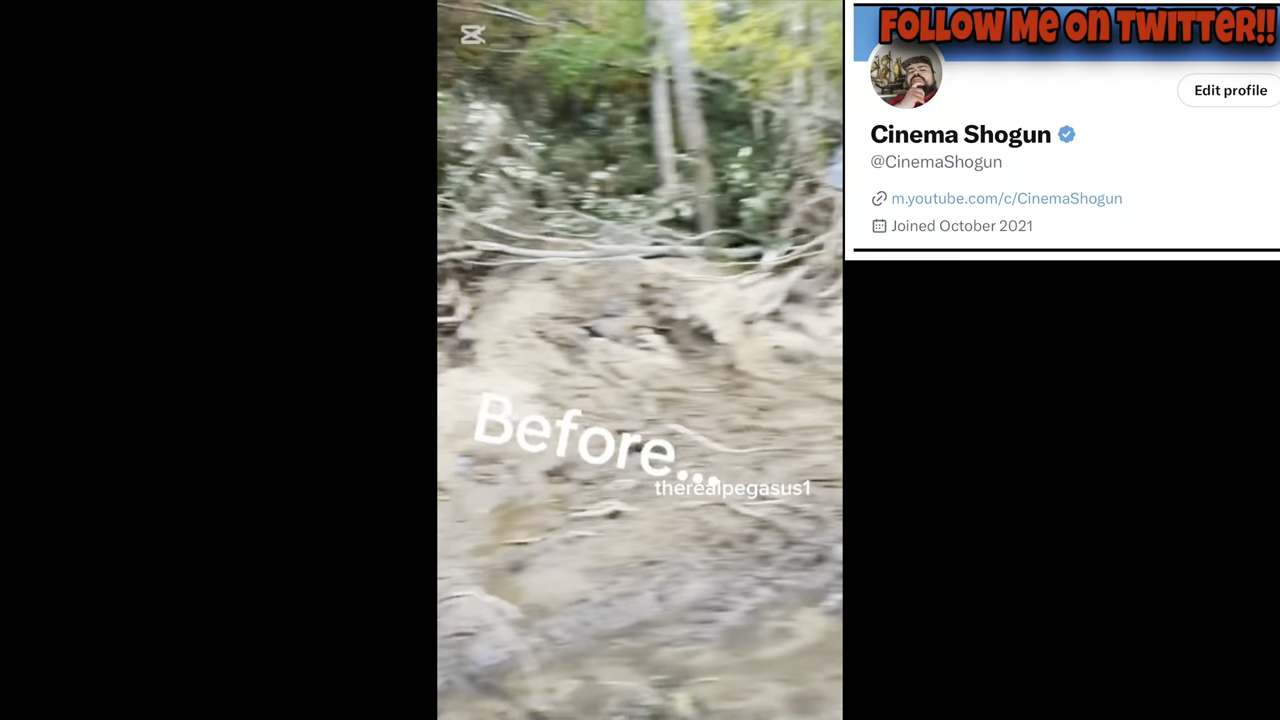 FOLLOW Me on TWITTER!!
Edit profile
Cinema Shogun
@CinemaShogun
m.youtube.com/c/CinemaShogun
Joined October 2021
Before...
therealpegasus1